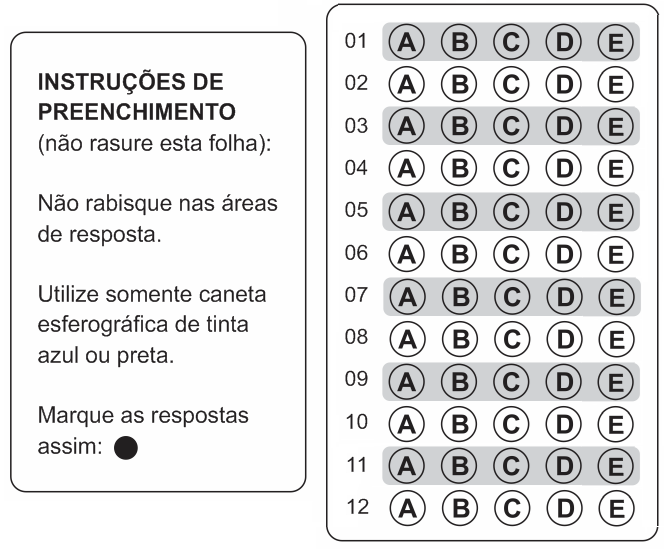 INSTRUÇÕES DE
PREENCHIMENTO
(não rasure esta folha):
Não rabisque nas áreas
de resposta.
Utilize somente caneta
esferográfica de tinta
azul ou preta.
Marque as respostas
assim:
01 A B C D E
02 A B C D E
03 A B C D E
04 A B C D E
05 A B C D E
06 A B C D E
07 A B C D E
08 A B C D E
09 A B C D E
10 A B C D E
11 A B C D E
12 A B C D E